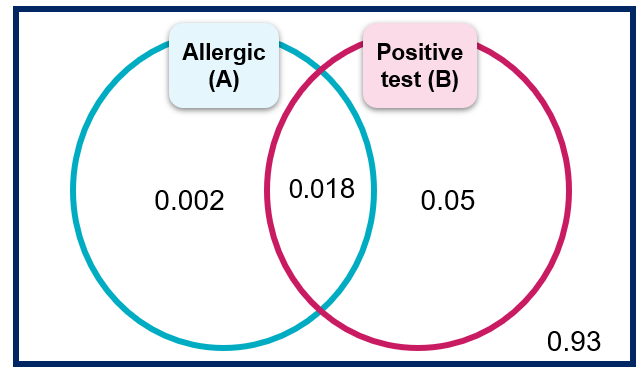 Allergic
(A)
Positive
test (B)
0.002
0.018
0.05
0.93